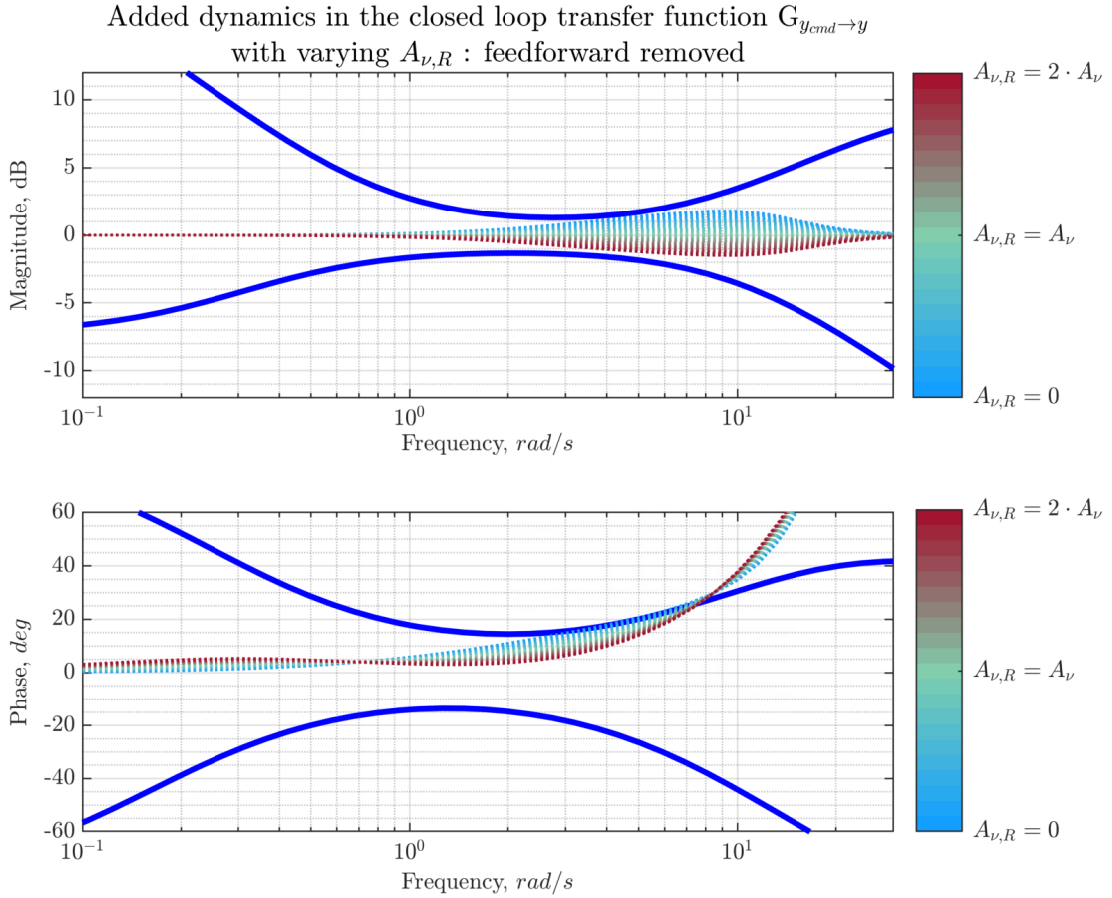 Added dynamics in the closed loop transfer function G_{y_{cmd}→y}
with varying A_{ν,R} : feedforward removed
10
5
0
-5
-10
Magnitude, dB
10^{-1}
10^{0}
10^{1}
Frequency, rad/s
A_{ν,R} = 2 · A_ν
A_{ν,R} = A_ν
A_{ν,R} = 0
60
40
20
0
-20
-40
-60
Phase, deg
10^{-1}
10^{0}
10^{1}
Frequency, rad/s
A_{ν,R} = 2 · A_ν
A_{ν,R} = A_ν
A_{ν,R} = 0